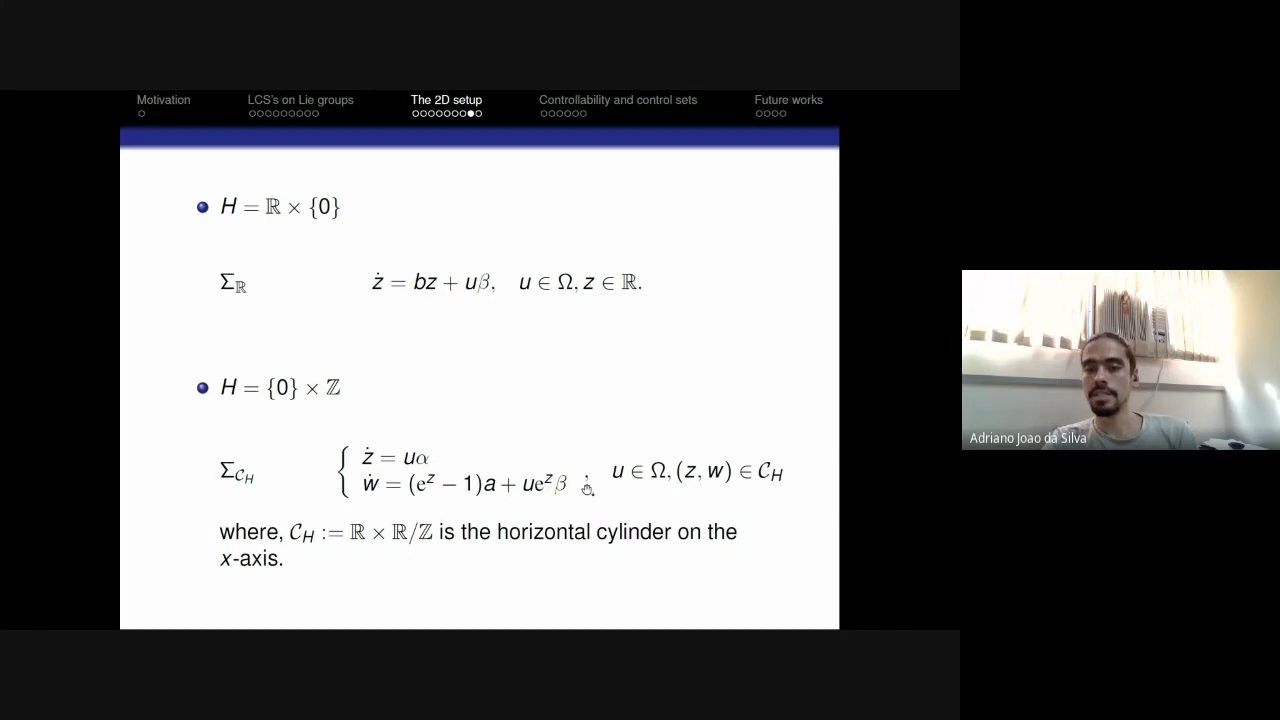 Motivation LCS's on Lie groups The 2D setup Controllability and control sets Future works
H = ℝ × {0}
Σ_ℝ ż = bz + uβ, u ∈ Ω, z ∈ ℝ.
H = {0} × ℤ
Σ_{C_H} { ż = uα
ẇ = (e^z − 1)a + ue^zβ , u ∈ Ω, (z, w) ∈ C_H
where, C_H := ℝ × ℝ/ℤ is the horizontal cylinder on the
x-axis.
Adriano Joao da Silva